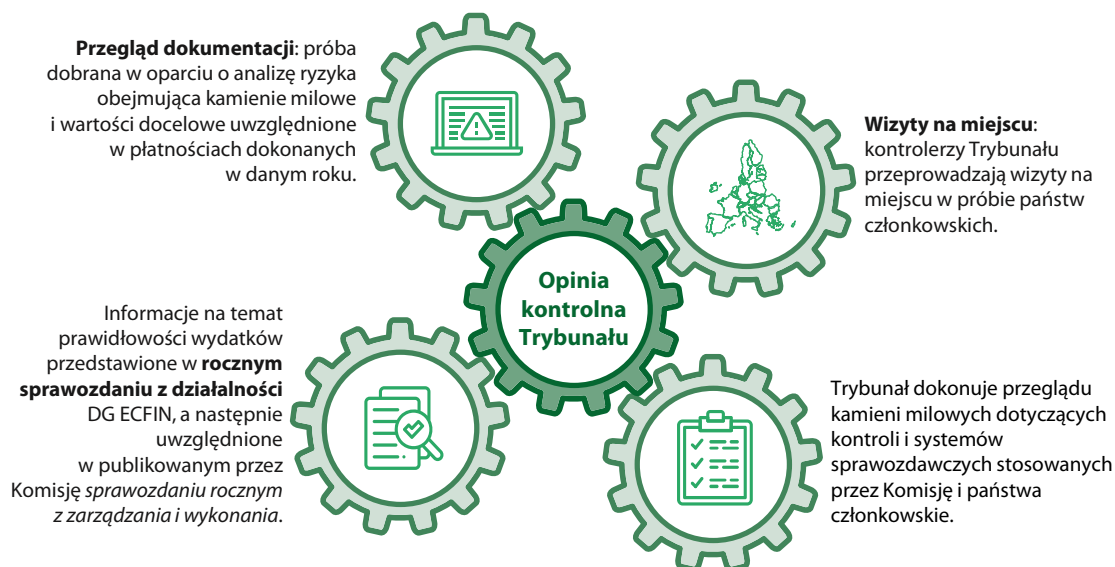 Przegląd dokumentacji: próba
dobrana w oparciu o analizę ryzyka
obejmująca kamienie milowe
i wartości docelowe uwzględnione
w płatnościach dokonanych
w danym roku.
Wizyty na miejscu:
kontrolerzy Trybunału
przeprowadzają wizyty na
miejscu w próbie państw
członkowskich.
Opinia
kontrolna
Trybunału
Informacje na temat
prawidłowości wydatków
przedstawione w rocznym
sprawozdaniu z działalności
DG ECFIN, a następnie
uwzględnione
w publikowanym przez
Komisję sprawozdaniu rocznym
z zarządzania i wykonania.
Trybunał dokonuje przeglądu
kamieni milowych dotyczących
kontroli i systemów
sprawozdawczych stosowanych
przez Komisję i państwa
członkowskie.